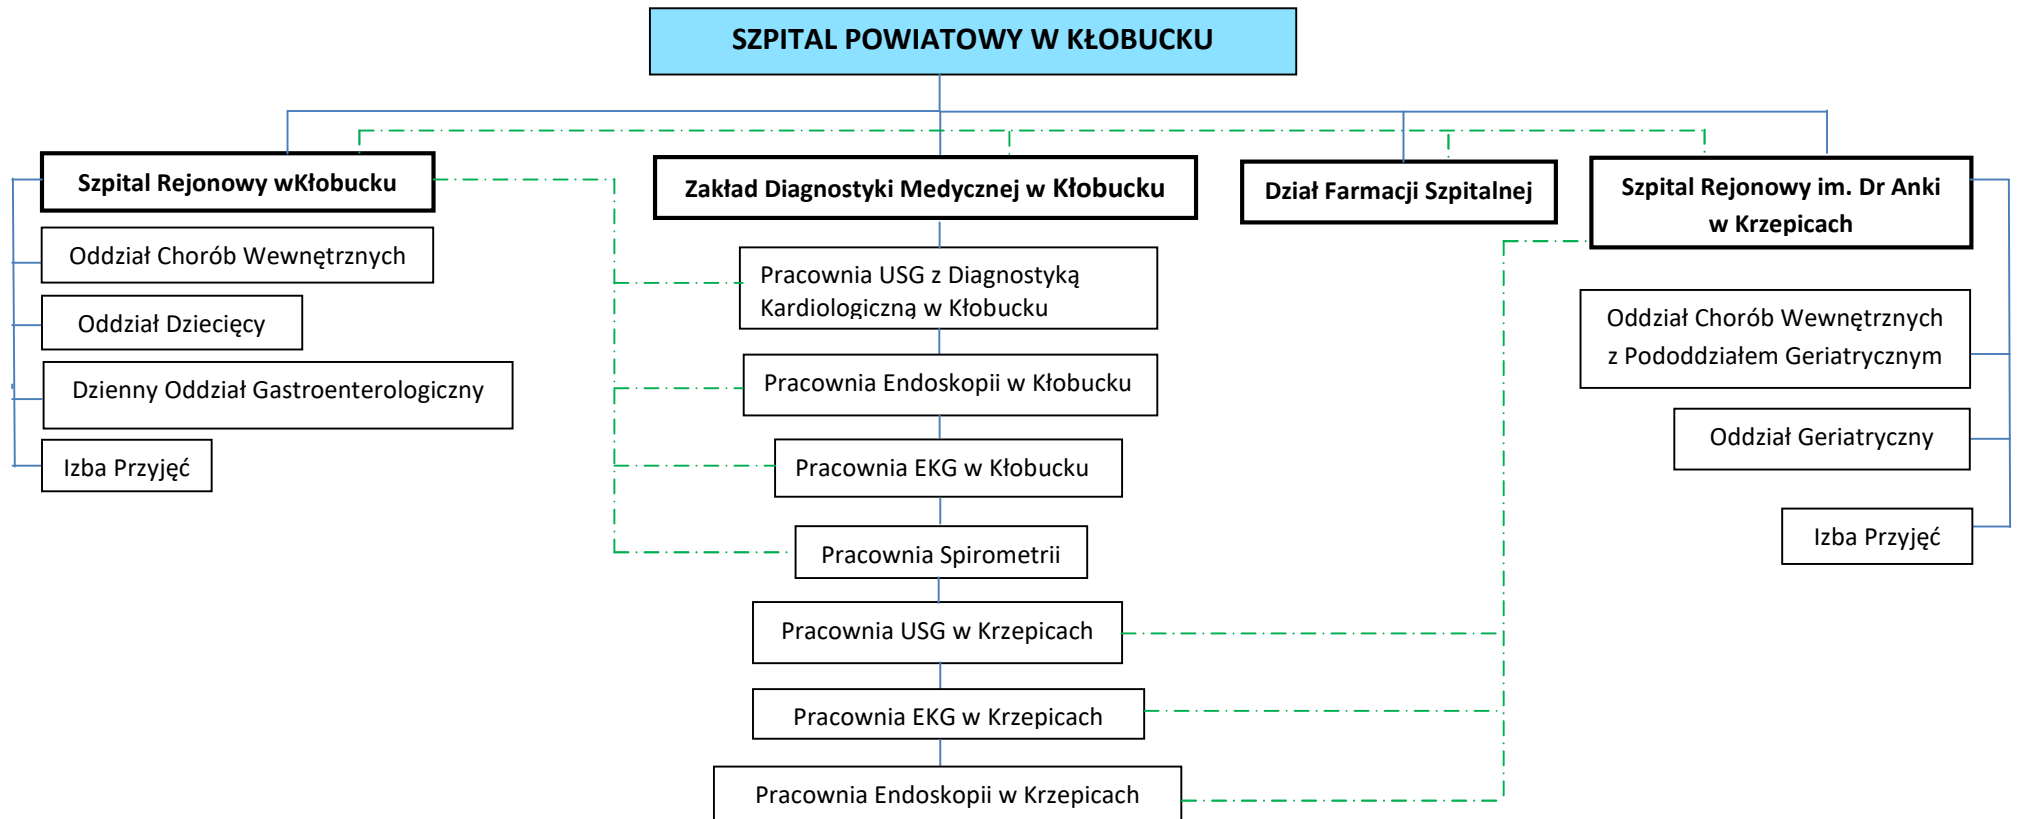 SZPITAL POWIATOWY W KŁOBUCKU
Szpital Rejonowy wKłobucku
Oddział Chorób Wewnętrznych
Oddział Dziecięcy
Dzienny Oddział Gastroenterologiczny
Izba Przyjęć
Zakład Diagnostyki Medycznej w Kłobucku
Pracownia USG z Diagnostyką
Kardiologiczną w Kłobucku
Pracownia Endoskopii w Kłobucku
Pracownia EKG w Kłobucku
Pracownia Spirometrii
Pracownia USG w Krzepicach
Pracownia EKG w Krzepicach
Pracownia Endoskopii w Krzepicach
Dział Farmacji Szpitalnej
Szpital Rejonowy im. Dr Anki
w Krzepicach
Oddział Chorób Wewnętrznych
z Pododdziałem Geriatrycznym
Oddział Geriatryczny
Izba Przyjęć